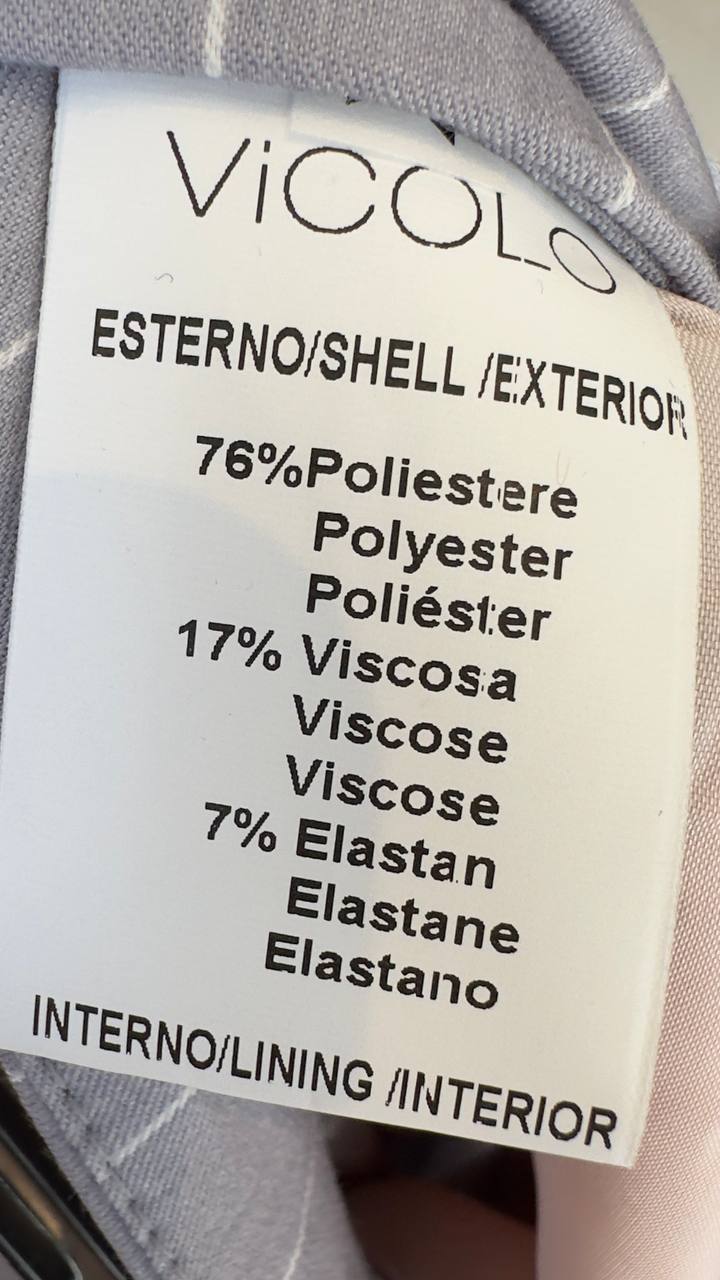 ViCOLO
ESTERNO/SHELL /EXTERIOR
76%Poliestere
Polyester
Poliéster
17% Viscosa
Viscose
Viscose
7% Elastan
Elastane
Elastano
INTERNO/LINING /INTERIOR